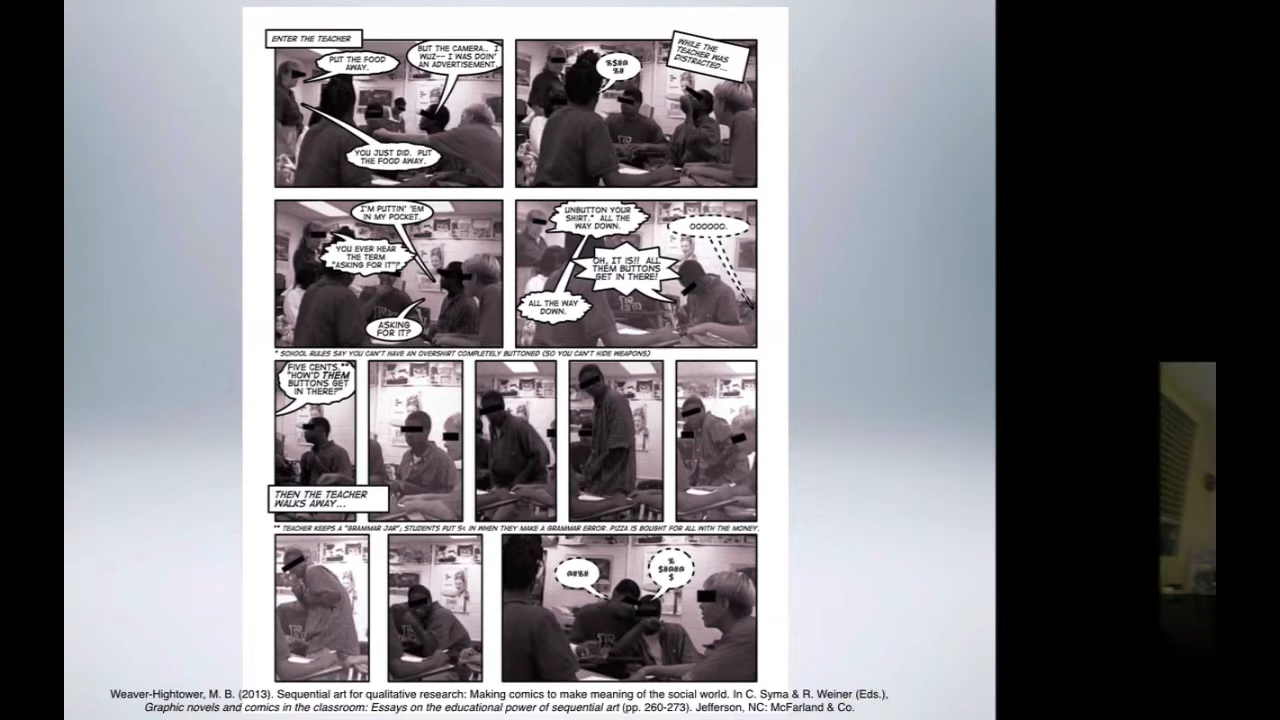 ENTER THE TEACHER
PUT THE FOOD
AWAY.
BUT THE CAMERA.. I
WUZ-- I WAS DOIN'
AN ADVERTISEMENT.
YOU JUST DID. PUT
THE FOOD AWAY.
WHILE THE
TEACHER WAS
DISTRACTED...
%$#@
%#
I'M PUTTIN' 'EM
IN MY POCKET.
YOU EVER HEAR
THE TERM
"ASKING FOR IT"?
ASKING
FOR IT?
UNBUTTON YOUR
SHIRT.* ALL THE
WAY DOWN.
OOOOOO.
OH, IT IS!! ALL
THEM BUTTONS
GET IN THERE!
ALL THE WAY
DOWN.
* SCHOOL RULES SAY YOU CAN'T HAVE AN OVERSHIRT COMPLETELY BUTTONED (SO YOU CAN'T HIDE WEAPONS)
FIVE CENTS.**
"HOW'D THEM
BUTTONS GET
IN THERE?"
THEN THE TEACHER
WALKS AWAY...
** TEACHER KEEPS A "GRAMMAR JAR"; STUDENTS PUT 5¢ IN WHEN THEY MAKE A GRAMMAR ERROR. PIZZA IS BOUGHT FOR ALL WITH THE MONEY.
@#%#
%
$#@#@
$
Weaver-Hightower, M. B. (2013). Sequential art for qualitative research: Making comics to make meaning of the social world. In C. Syma & R. Weiner (Eds.),
Graphic novels and comics in the classroom: Essays on the educational power of sequential art (pp. 260-273). Jefferson, NC: McFarland & Co.